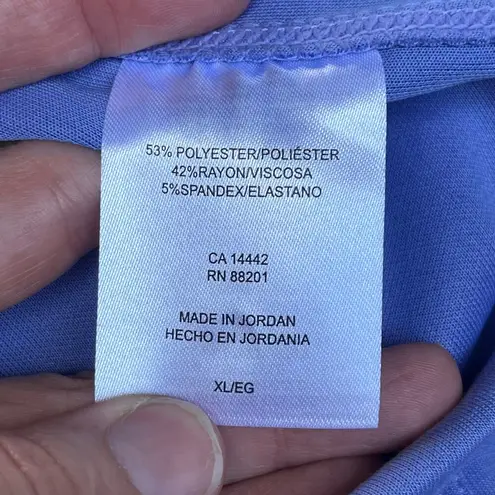 53% POLYESTER/POLIÉSTER
42%RAYON/VISCOSA
5%SPANDEX/ELASTANO
CA 14442
RN 88201
MADE IN JORDAN
HECHO EN JORDANIA
XL/EG